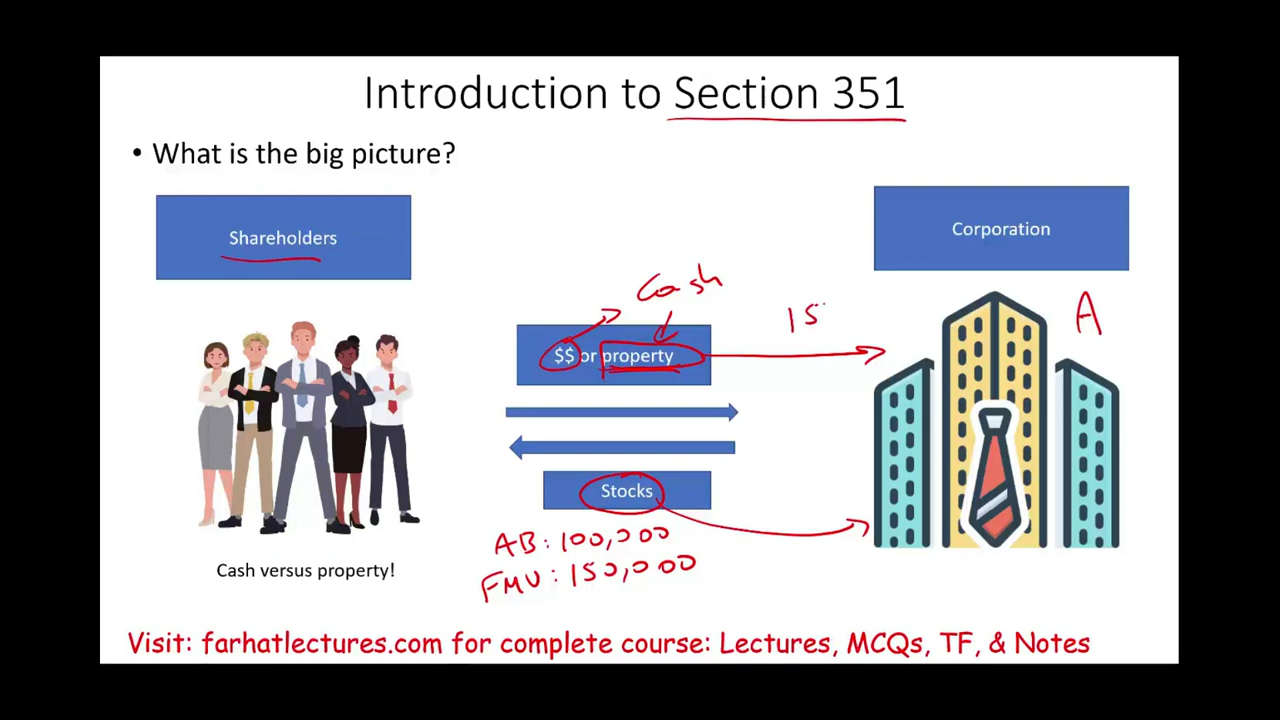 Introduction to Section 351
• What is the big picture?
Shareholders
Corporation
Cash
15
A
$$ or property
Stocks
AB: 100,000
FMV: 150,000
Cash versus property!
Visit: farhatlectures.com for complete course: Lectures, MCQs, TF, & Notes